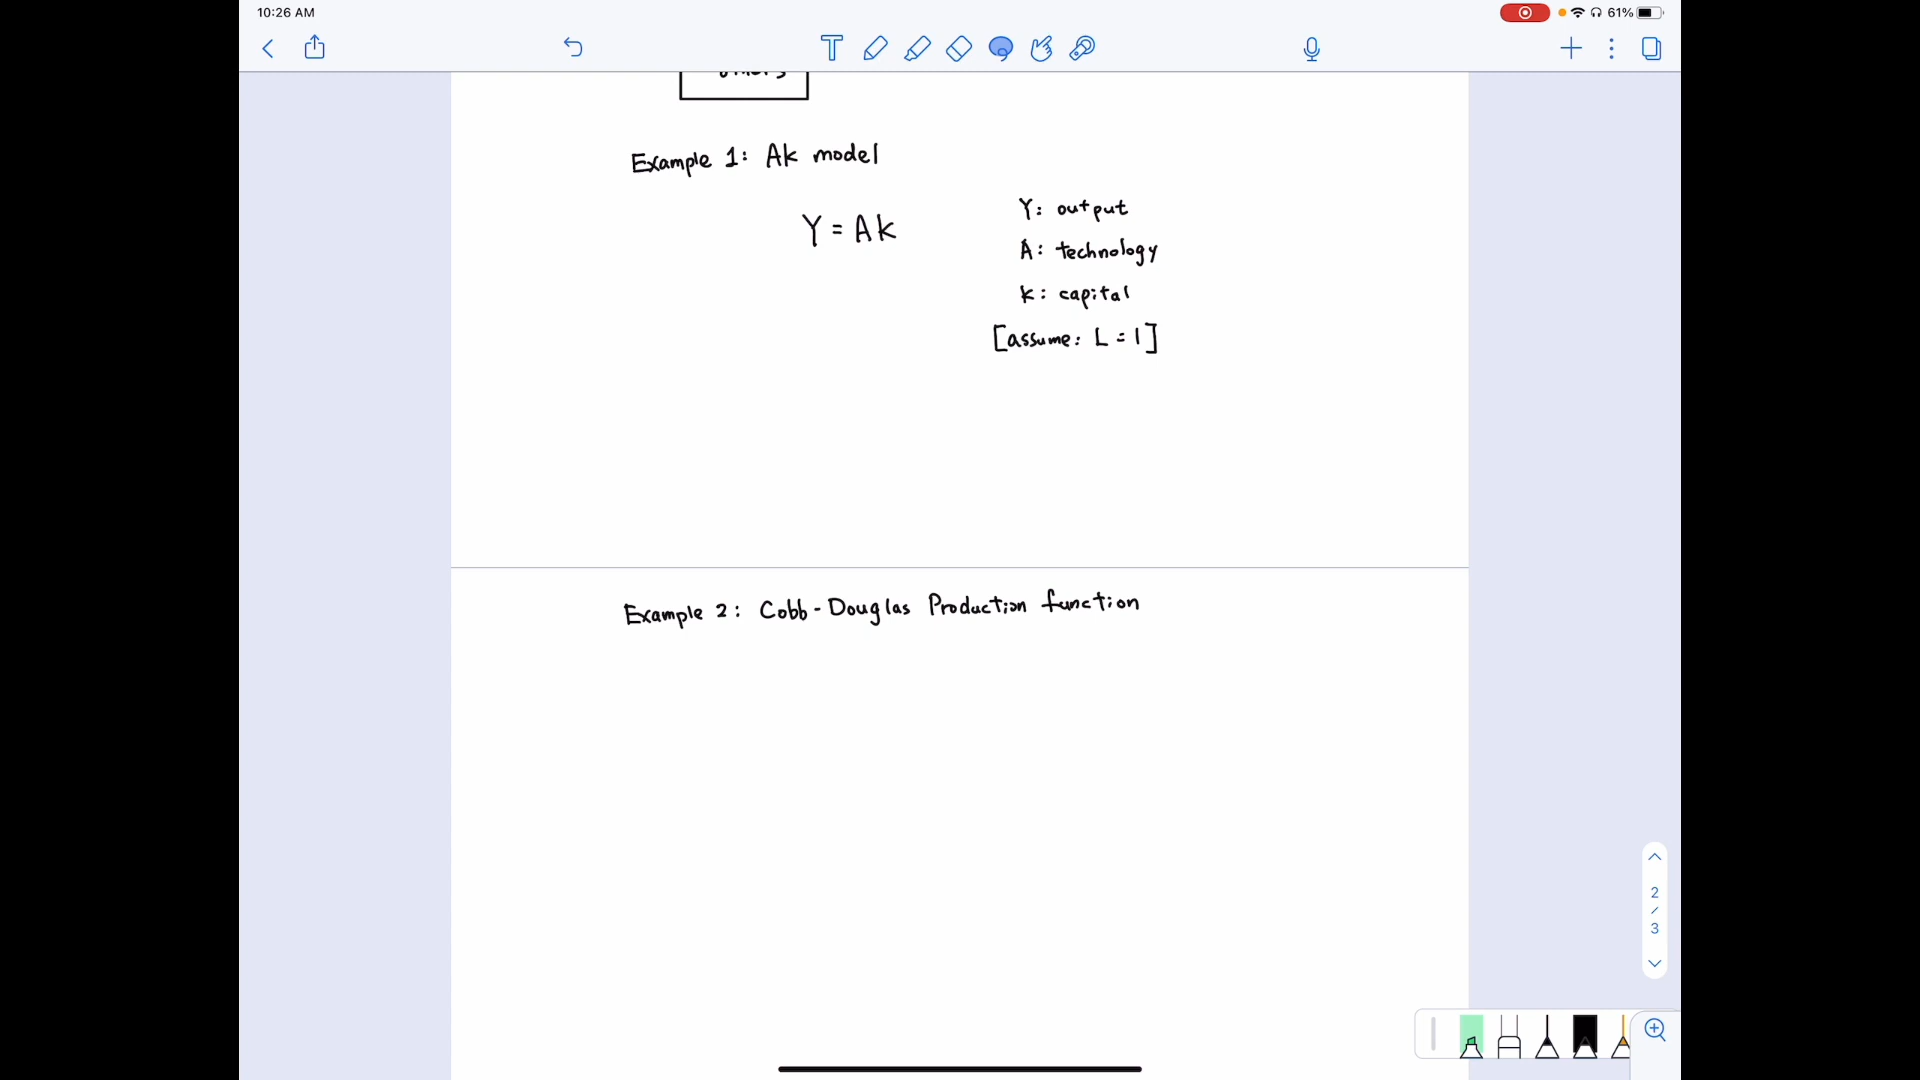 10:26 AM
61%
Example 1: Ak model
Y = Ak
Y: output
A: technology
k: capital
[assume: L = 1]
Example 2: Cobb-Douglas Production function
2
/
3